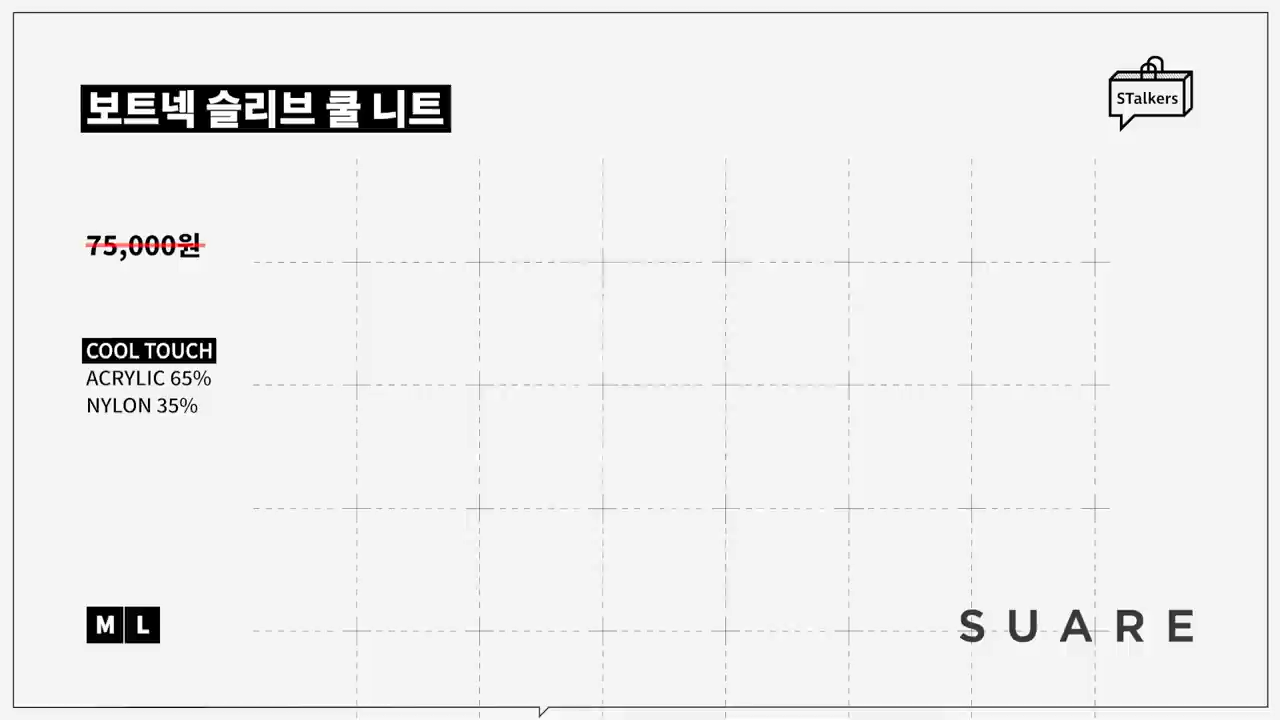 보트넥 슬리브 쿨 니트
STalkers
75,000원
COOL TOUCH
ACRYLIC 65%
NYLON 35%
M L
SUARE